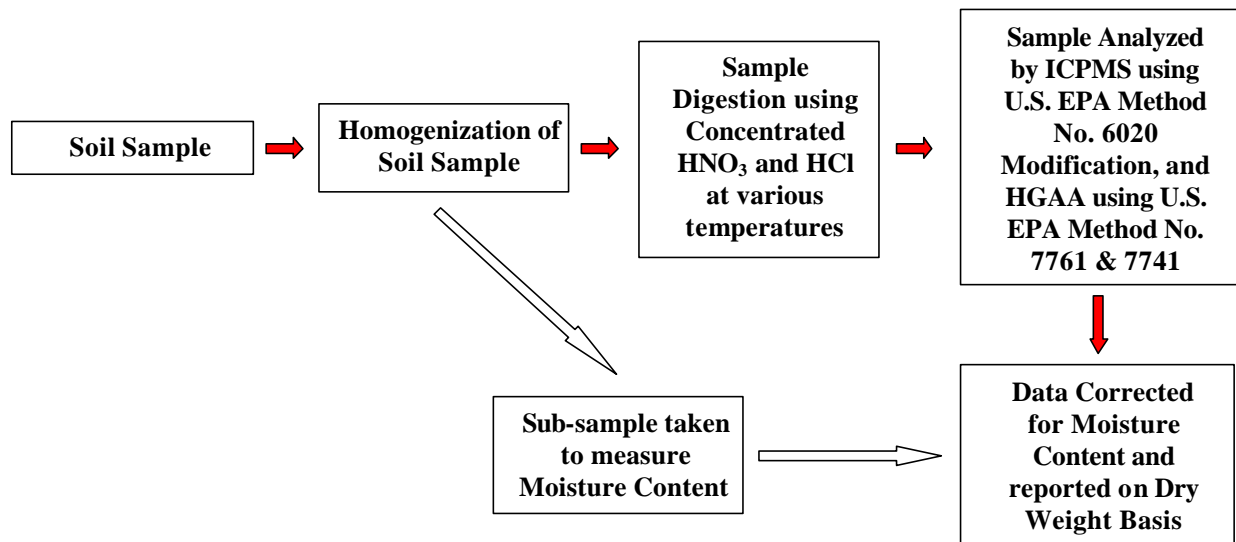 Soil Sample
Homogenization of
Soil Sample
Sample
Digestion using
Concentrated
HNO₃ and HCl
at various
temperatures
Sample Analyzed
by ICPMS using
U.S. EPA Method
No. 6020
Modification, and
HGAA using U.S.
EPA Method No.
7761 & 7741
Sub-sample taken
to measure
Moisture Content
Data Corrected
for Moisture
Content and
reported on Dry
Weight Basis